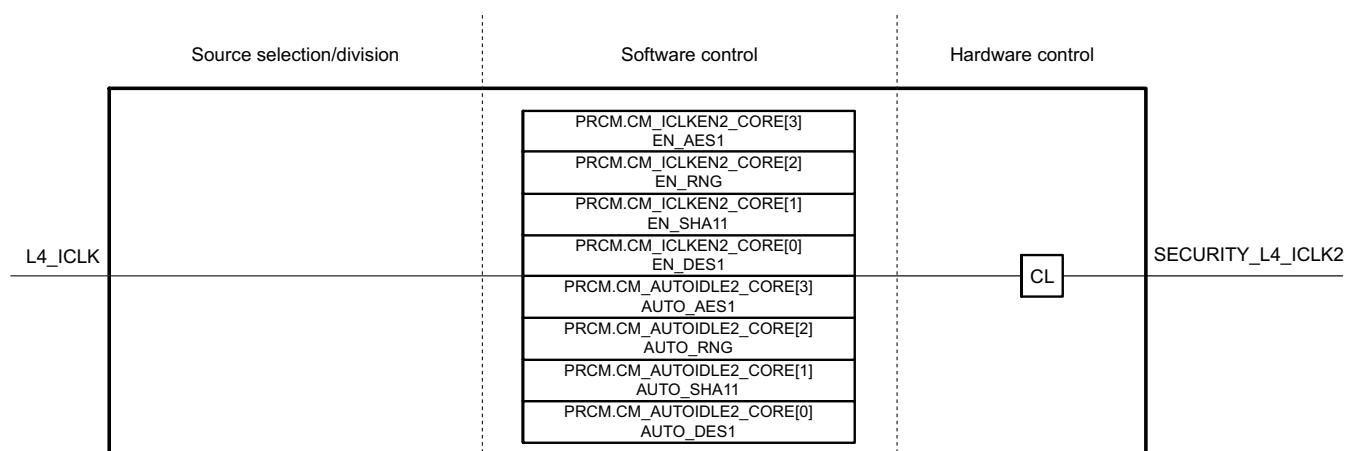 Source selection/division
Software control
Hardware control
PRCM.CM_ICLKEN2_CORE[3]
EN_AES1
PRCM.CM_ICLKEN2_CORE[2]
EN_RNG
PRCM.CM_ICLKEN2_CORE[1]
EN_SHA11
PRCM.CM_ICLKEN2_CORE[0]
EN_DES1
L4_ICLK
CL
SECURITY_L4_ICLK2
PRCM.CM_AUTOIDLE2_CORE[3]
AUTO_AES1
PRCM.CM_AUTOIDLE2_CORE[2]
AUTO_RNG
PRCM.CM_AUTOIDLE2_CORE[1]
AUTO_SHA11
PRCM.CM_AUTOIDLE2_CORE[0]
AUTO_DES1